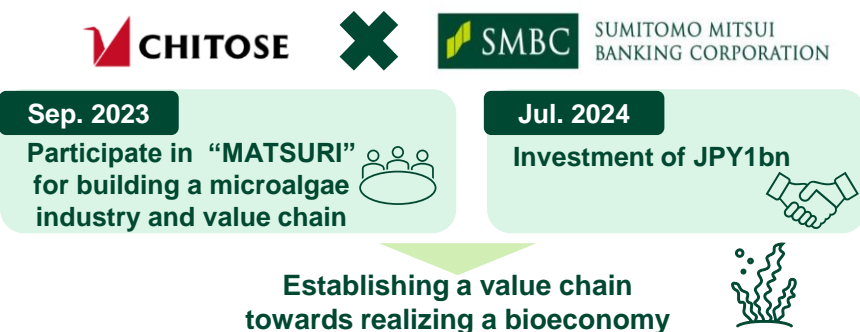 CHITOSE
SMBC
SUMITOMO MITSUI
BANKING CORPORATION
Sep. 2023
Participate in “MATSURI”
for building a microalgae
industry and value chain
Jul. 2024
Investment of JPY1bn
Establishing a value chain
towards realizing a bioeconomy